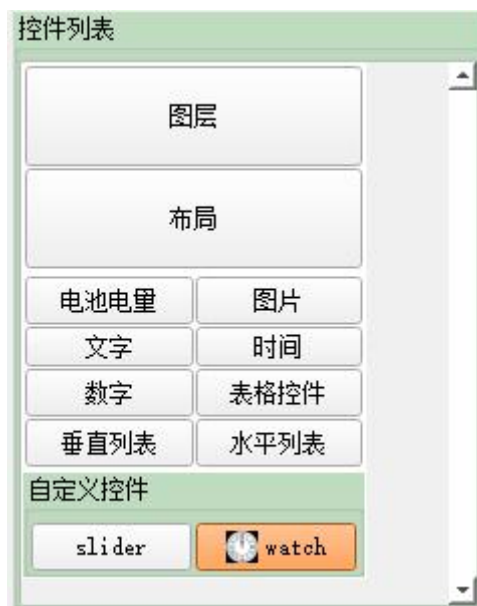 控件列表
图层
布局
电池电量 图片
文字 时间
数字 表格控件
垂直列表 水平列表
自定义控件
slider watch